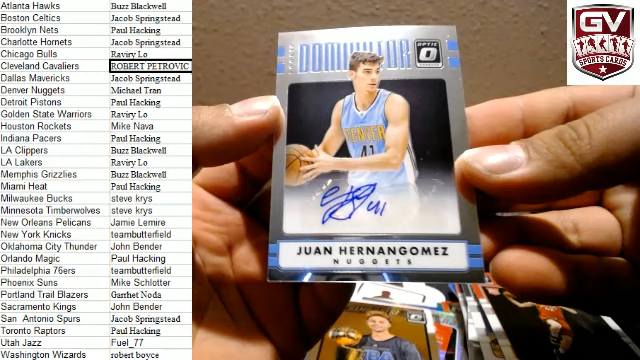 Atlanta Hawks Buzz Blackwell
Boston Celtics Jacob Springstead
Brooklyn Nets Paul Hacking
Charlotte Hornets Jacob Springstead
Chicago Bulls Raviry Lo
Cleveland Cavaliers ROBERT PETROVIC
Dallas Mavericks Jacob Springstead
Denver Nuggets Michael Tran
Detroit Pistons Paul Hacking
Golden State Warriors Raviry Lo
Houston Rockets Mike Nava
Indiana Pacers Paul Hacking
LA Clippers Buzz Blackwell
LA Lakers Raviry Lo
Memphis Grizzlies Buzz Blackwell
Miami Heat Paul Hacking
Milwaukee Bucks steve krys
Minnesota Timberwolves steve krys
New Orleans Pelicans Jamie Lemire
New York Knicks teambutterfield
Oklahoma City Thunder John Bender
Orlando Magic Paul Hacking
Philadelphia 76ers teambutterfield
Phoenix Suns Mike Schlotter
Portland Trail Blazers Garrhet Noda
Sacramento Kings John Bender
San Antonio Spurs Jacob Springstead
Toronto Raptors Paul Hacking
Utah Jazz Fuel_77
Washington Wizards robert boyce
OPTIC
DENVER
41
41
JUAN HERNANGOMEZ
NUGGETS
GV
SPORTS CARDS